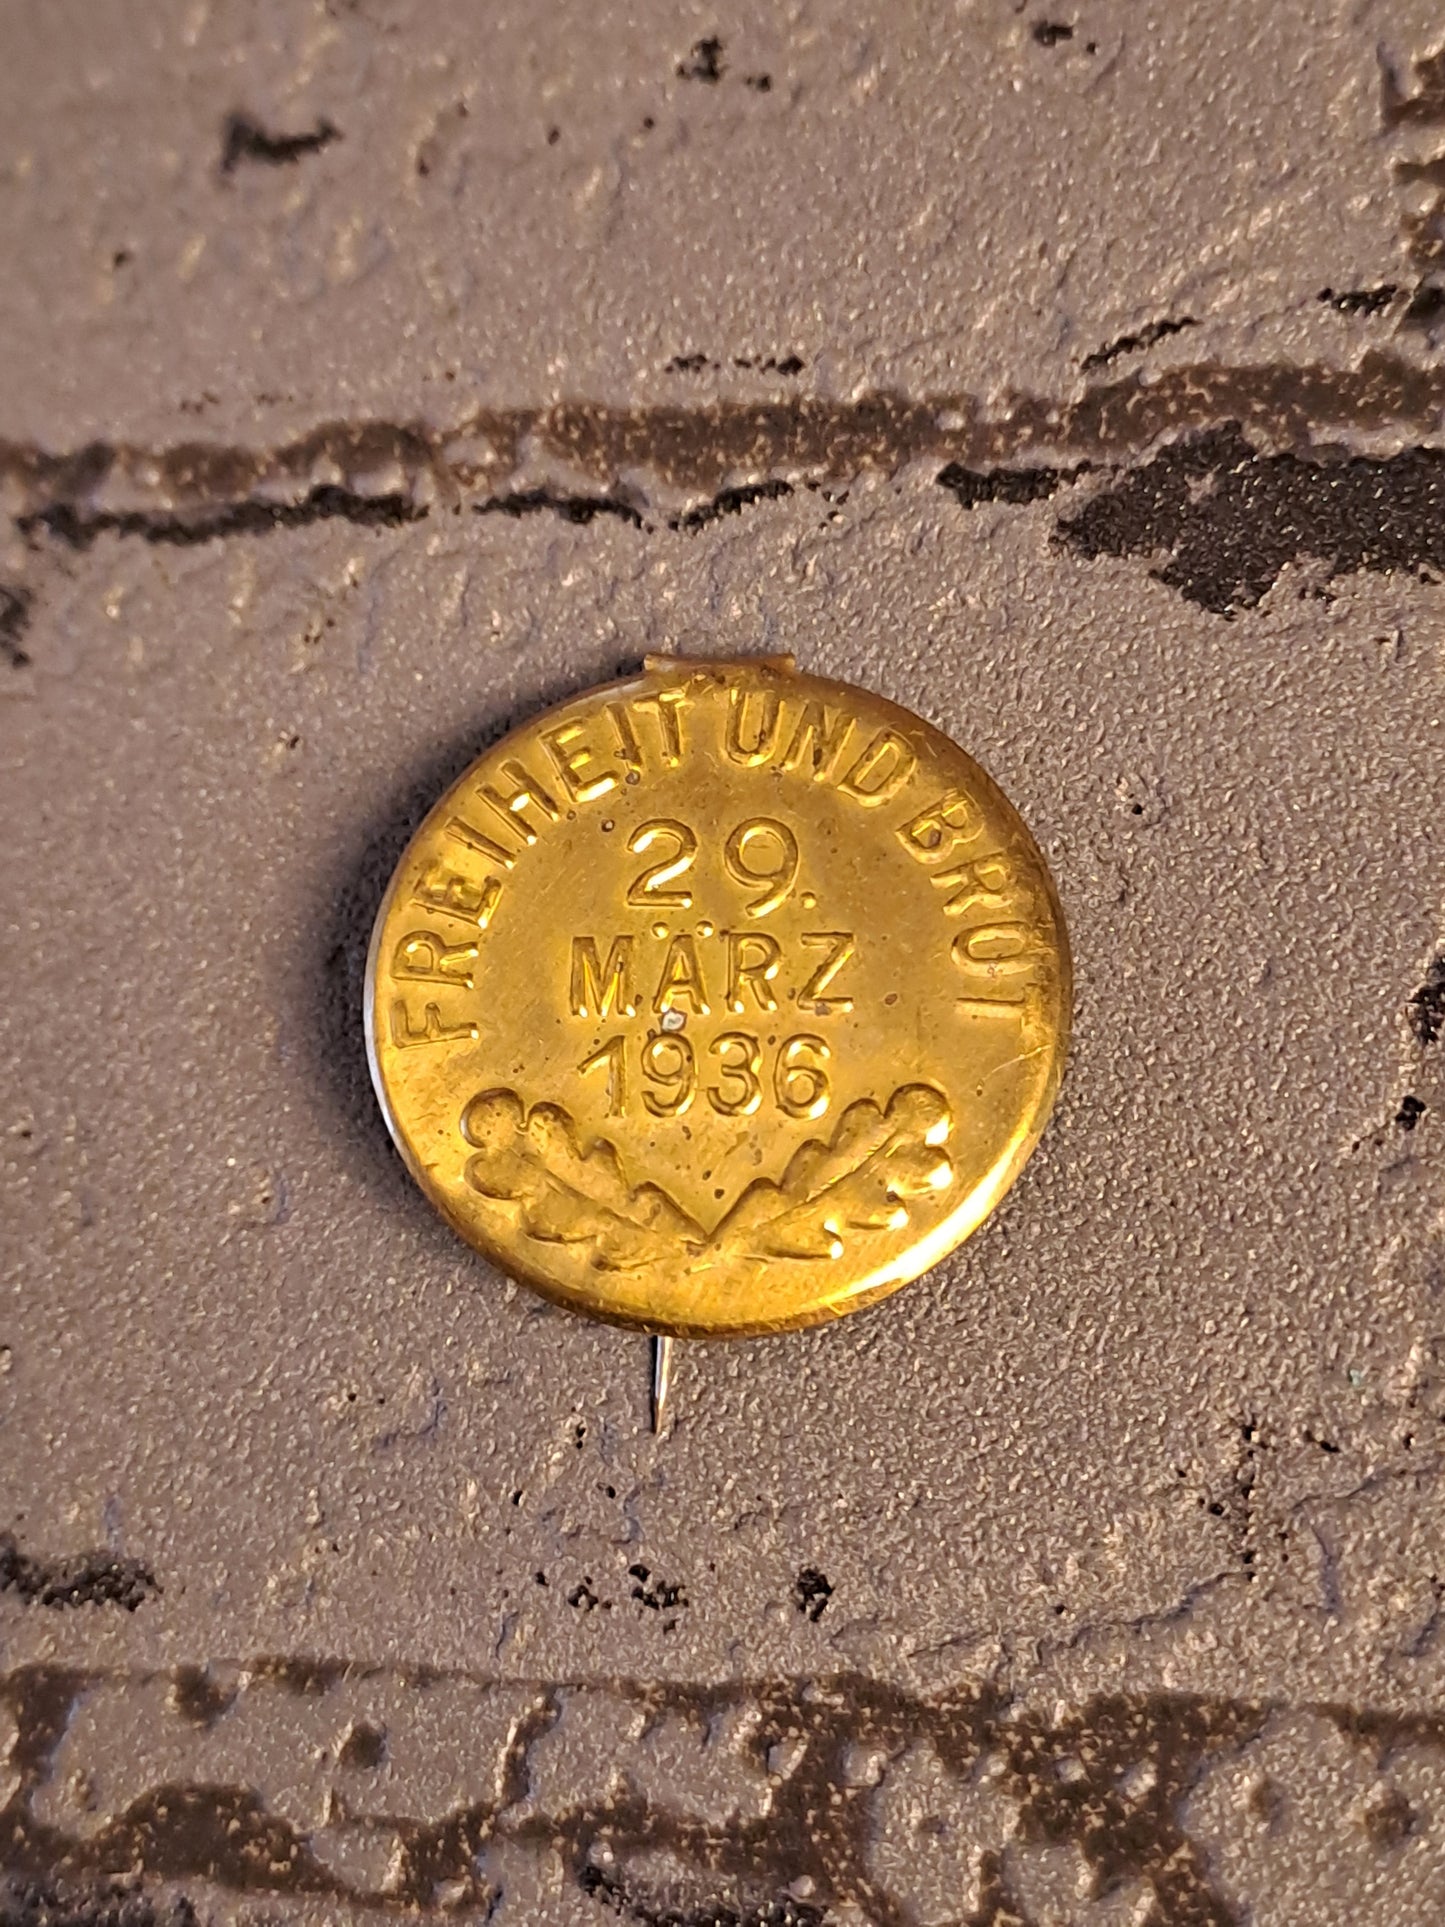 FREIHEIT UND BROT
29.
MÄRZ
1936